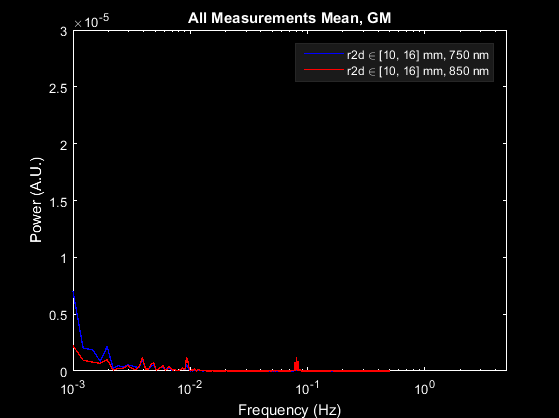 All Measurements Mean, GM
×10⁻⁵
r2d ∈ [10, 16] mm, 750 nm
r2d ∈ [10, 16] mm, 850 nm
3
2.5
2
1.5
1
0.5
0
Power (A.U.)
10⁻³ 10⁻² 10⁻¹ 10⁰
Frequency (Hz)